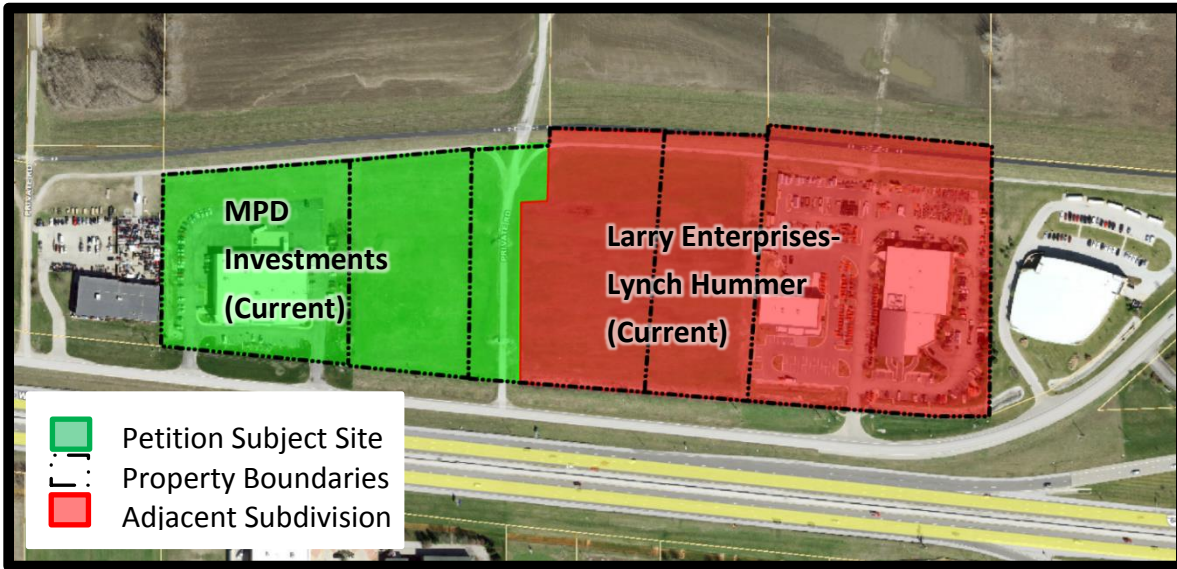 MPD
Investments
(Current)
Larry Enterprises-
Lynch Hummer
(Current)
Petition Subject Site
Property Boundaries
Adjacent Subdivision